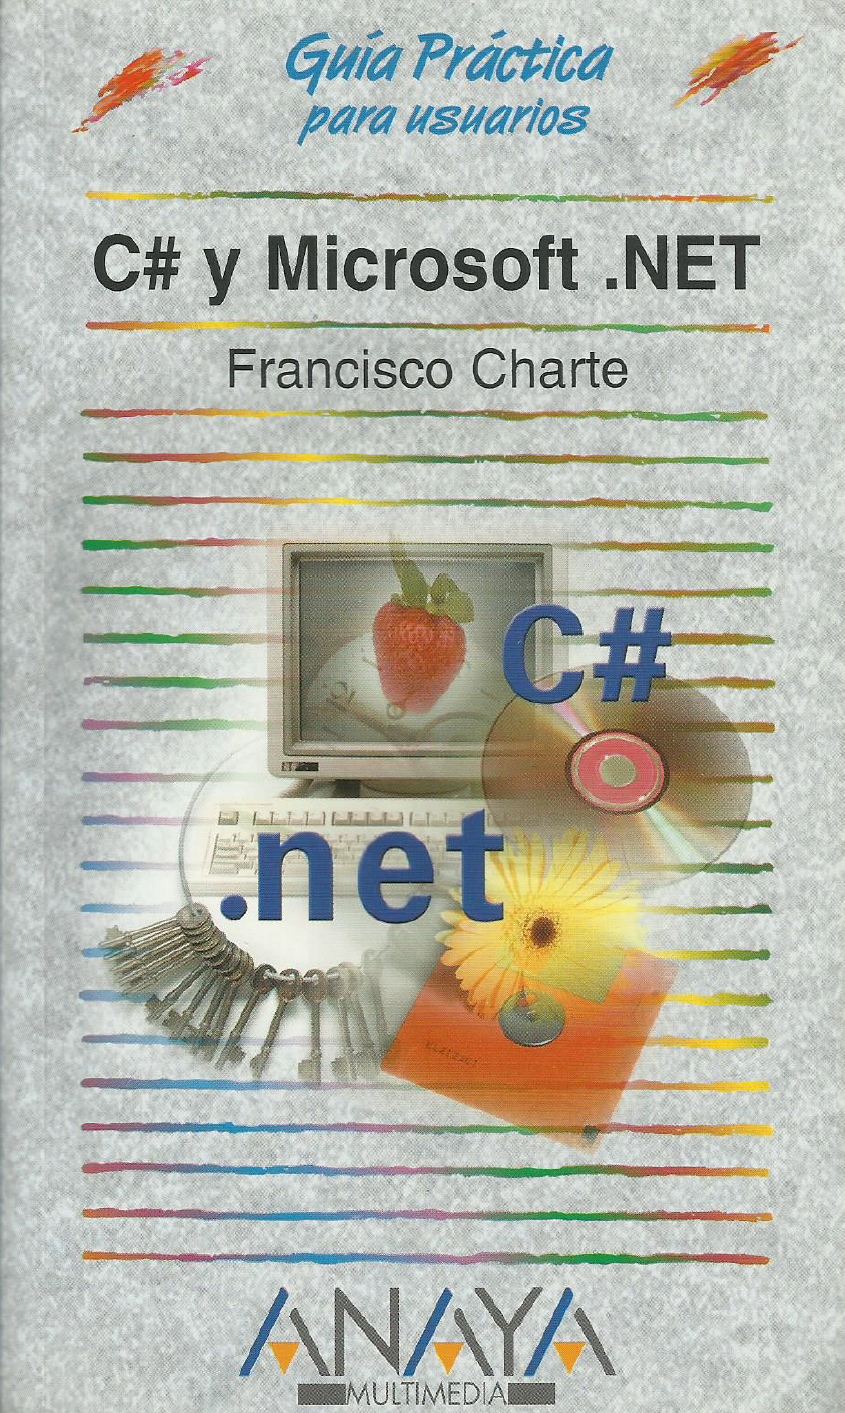 Guía Práctica
para usuarios
C# y Microsoft .NET
Francisco Charte
C#
.net
ANAYA
MULTIMEDIA